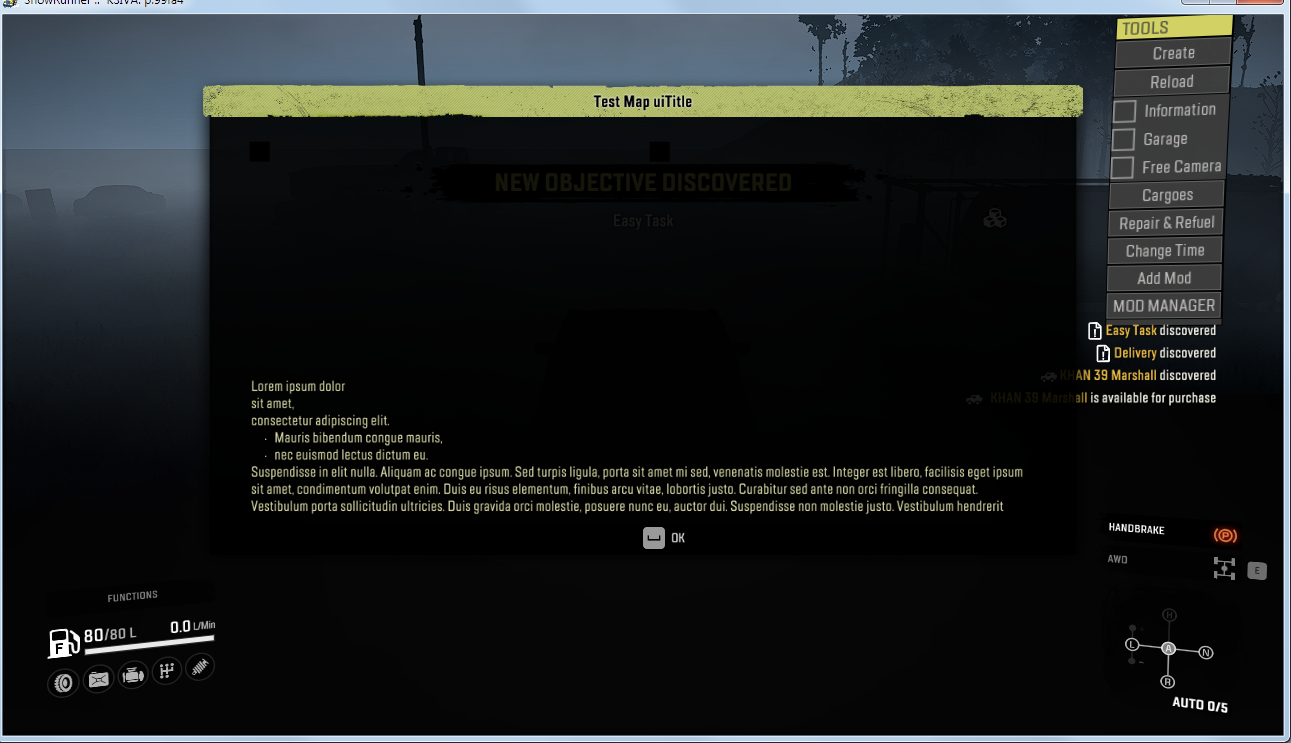 Test Map uiTitle
NEW OBJECTIVE DISCOVERED
Easy Task
Lorem ipsum dolor
sit amet,
consectetur adipiscing elit.
· Mauris bibendum congue mauris,
· nec euismod lectus dictum eu.
Suspendisse in elit nulla. Aliquam ac congue ipsum. Sed turpis ligula, porta sit amet mi sed, venenatis molestie est. Integer est libero, facilisis eget ipsum
sit amet, condimentum volutpat enim. Duis eu risus elementum, finibus arcu vitae, lobortis justo. Curabitur sed ante non orci fringilla consequat.
Vestibulum porta sollicitudin ultricies. Duis gravida orci molestie, posuere nunc eu, auctor dui. Suspendisse non molestie justo. Vestibulum hendrerit
OK
TOOLS
Create
Reload
Information
Garage
Free Camera
Cargoes
Repair & Refuel
Change Time
Add Mod
MOD MANAGER
Easy Task discovered
Delivery discovered
KHAN 39 Marshall discovered
KHAN 39 Marshall is available for purchase
HANDBRAKE
(P)
AWD
E
FUNCTIONS
F
80/80 L
0.0 L/Min
H
L
A
N
R
AUTO 0/5